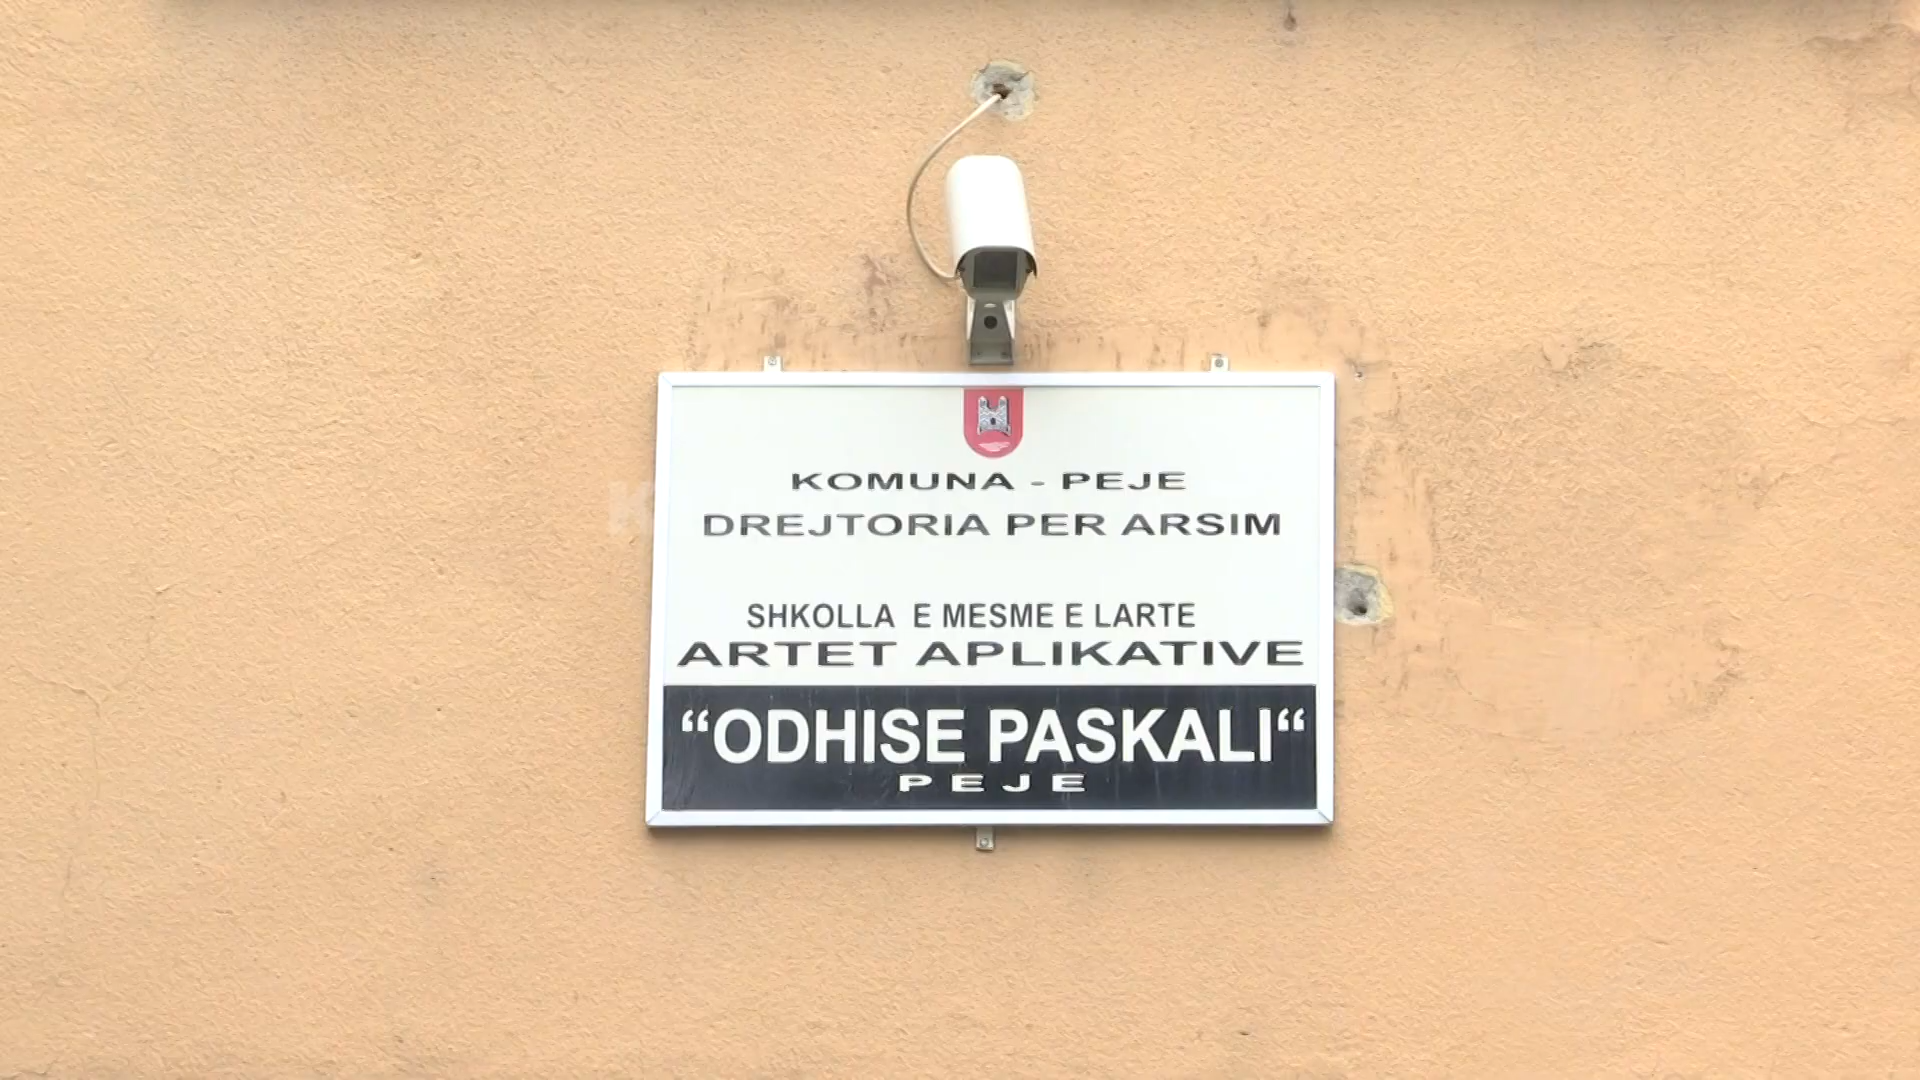 KOMUNA - PEJE
DREJTORIA PER ARSIM
SHKOLLA E MESME E LARTE
ARTET APLIKATIVE
“ODHISE PASKALI“
PEJE